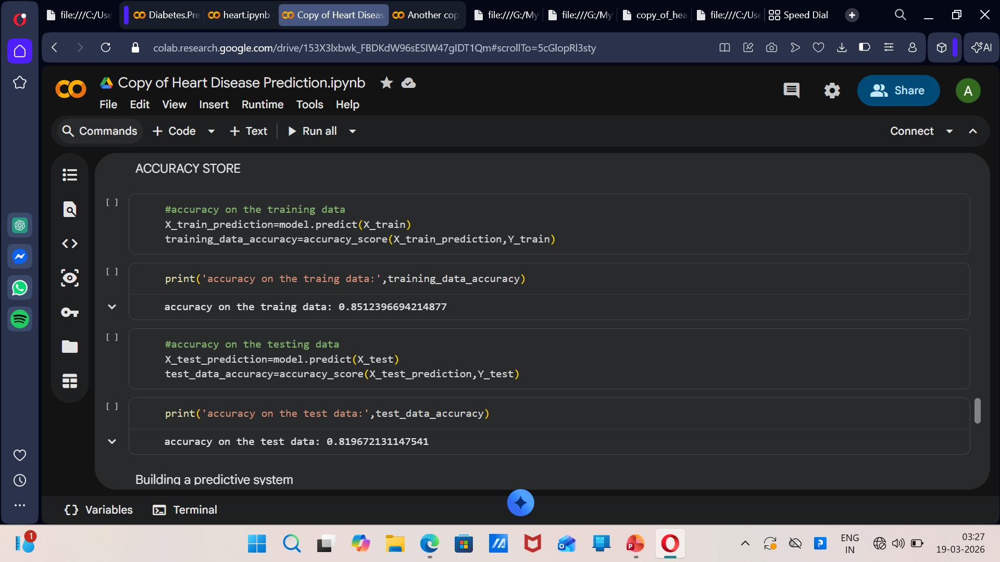 file:///C:/Use
Diabetes.Pre
heart.ipynb -
Copy of Heart Diseas
Another cop
file:///G:/My
file:///G:/My
copy_of_hea
file:///C:/Use
Speed Dial
colab.research.google.com/drive/153X3lxbwk_FBDKdW96sESIW47gIDT1Qm#scrollTo=5cGlopRl3sty
AI
Copy of Heart Disease Prediction.ipynb
File Edit View Insert Runtime Tools Help
Share
A
Commands + Code + Text Run all
Connect
ACCURACY STORE
[ ]
#accuracy on the training data
X_train_prediction=model.predict(X_train)
training_data_accuracy=accuracy_score(X_train_prediction,Y_train)
[ ]
print('accuracy on the traing data:',training_data_accuracy)
accuracy on the traing data: 0.8512396694214877
[ ]
#accuracy on the testing data
X_test_prediction=model.predict(X_test)
test_data_accuracy=accuracy_score(X_test_prediction,Y_test)
[ ]
print('accuracy on the test data:',test_data_accuracy)
accuracy on the test data: 0.819672131147541
Building a predictive system
{} Variables
Terminal
1
ENG
IN
03:27
19-03-2026